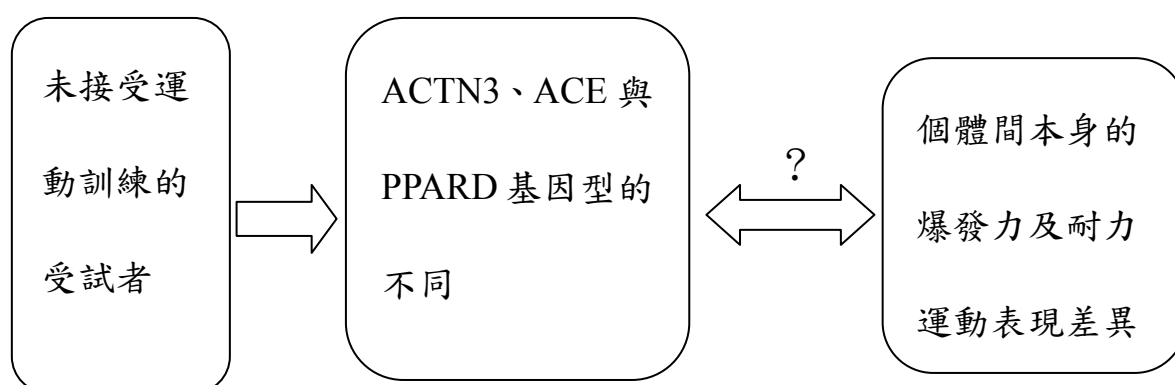 未接受運
動訓練的
受試者
ACTN3、ACE 與
PPARD 基因型的
不同
?
個體間本身的
爆發力及耐力
運動表現差異